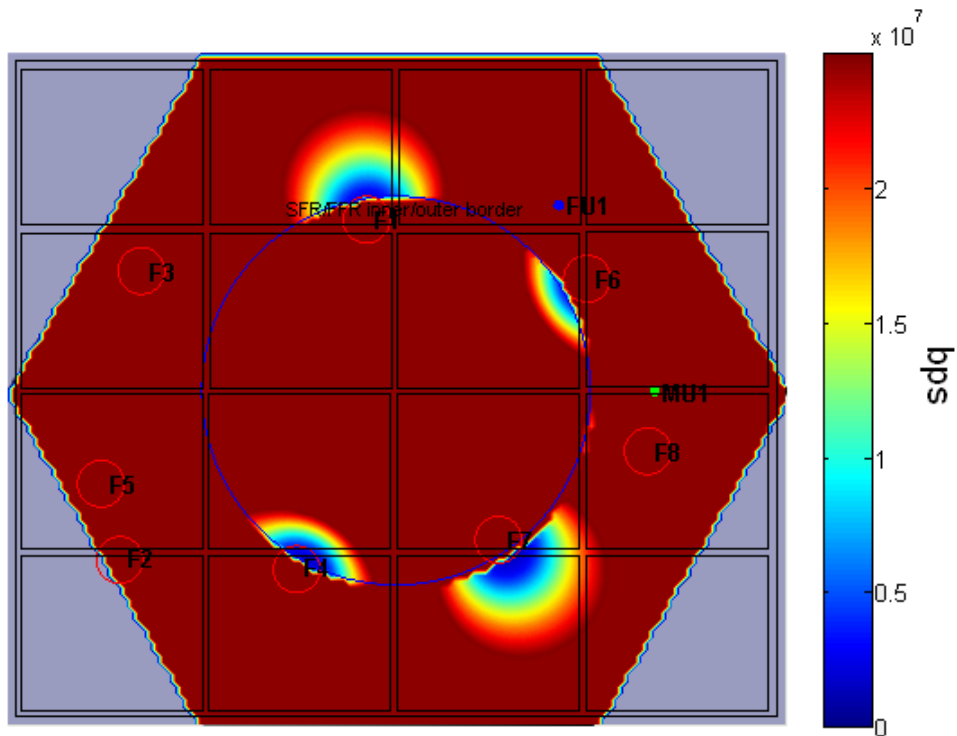 x 10^7
SFR/FFR inner/outer border
F1
FU1
F3
F6
2
1.5
bps
MU1
1
F8
F5
F7
F2
F4
0.5
0